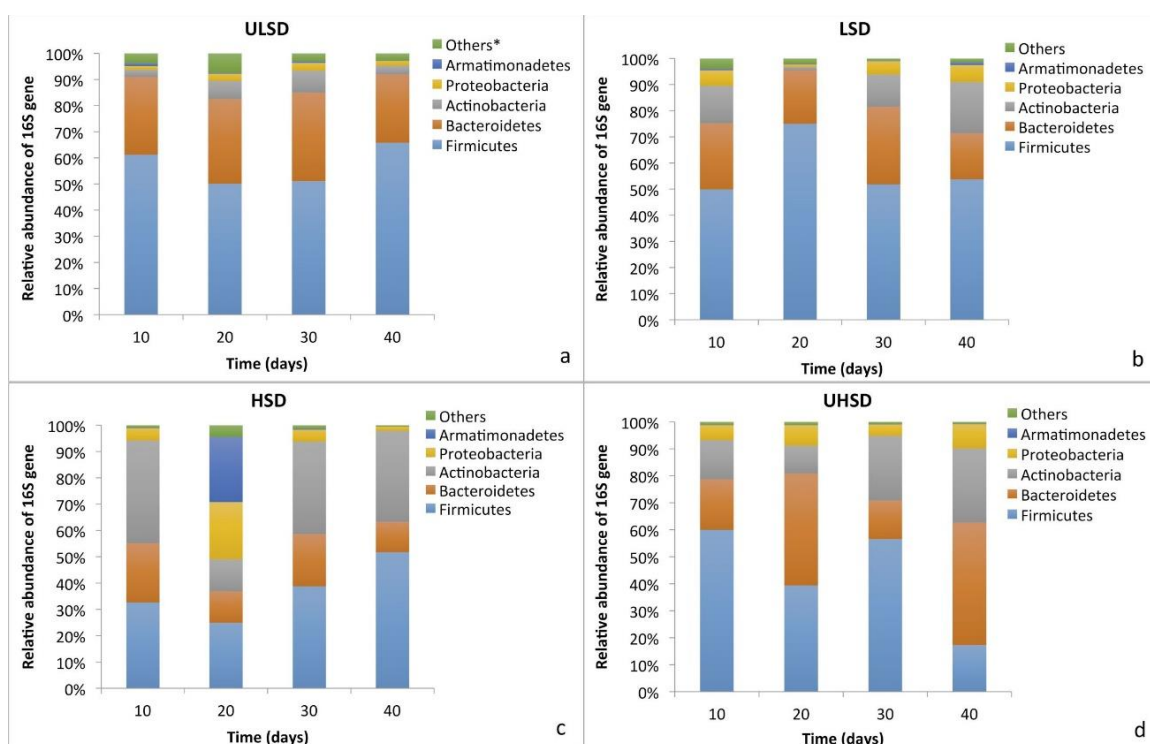 ULSD
Relative abundance of 16S gene
100%
90%
80%
70%
60%
50%
40%
30%
20%
10%
0%
10 20 30 40
Time (days)
Others*
Armatimonadetes
Proteobacteria
Actinobacteria
Bacteroidetes
Firmicutes
a
LSD
Relative abundance of 16S gene
100%
90%
80%
70%
60%
50%
40%
30%
20%
10%
0%
10 20 30 40
Time (days)
Others
Armatimonadetes
Proteobacteria
Actinobacteria
Bacteroidetes
Firmicutes
b
HSD
Relative abundance of 16S gene
100%
90%
80%
70%
60%
50%
40%
30%
20%
10%
0%
10 20 30 40
Time (days)
Others
Armatimonadetes
Proteobacteria
Actinobacteria
Bacteroidetes
Firmicutes
c
UHSD
Relative abundance of 16S gene
100%
90%
80%
70%
60%
50%
40%
30%
20%
10%
0%
10 20 30 40
Time (days)
Others
Armatimonadetes
Proteobacteria
Actinobacteria
Bacteroidetes
Firmicutes
d